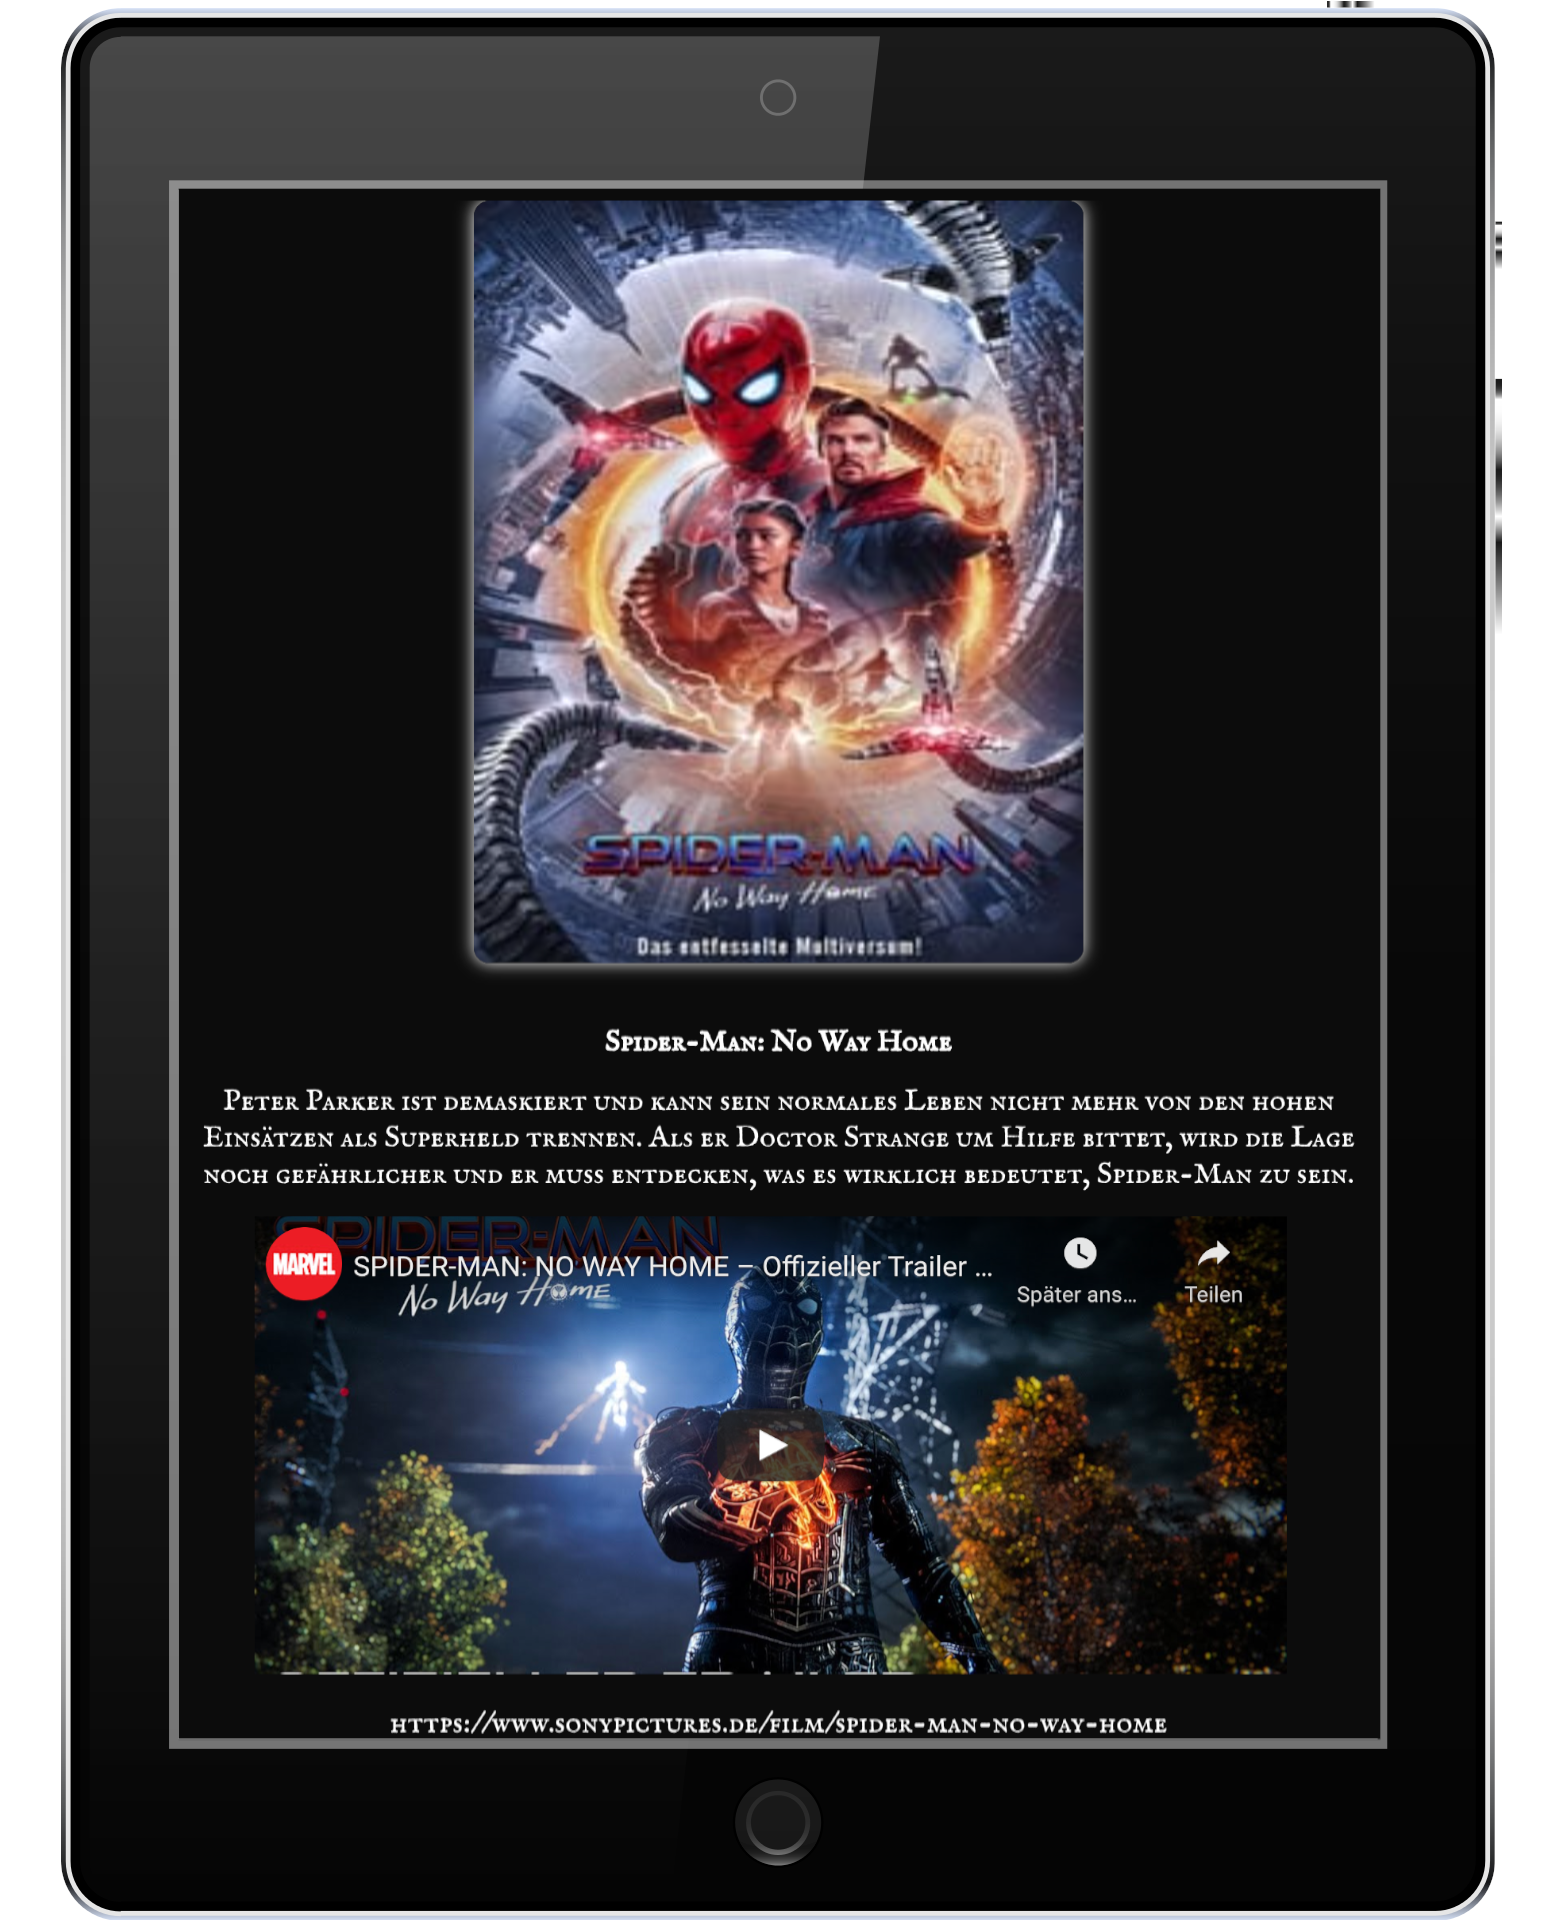 SPIDER-MAN
No Way Home
Das entfesselte Multiversum!
Spider-Man: No Way Home
Peter Parker ist demaskiert und kann sein normales Leben nicht mehr von den hohen
Einsätzen als Superheld trennen. Als er Doctor Strange um Hilfe bittet, wird die Lage
noch gefährlicher und er muss entdecken, was es wirklich bedeutet, Spider-Man zu sein.
SPIDER-MAN
MARVEL SPIDER-MAN: NO WAY HOME – Offizieller Trailer ...
No Way Home
Später ans...
Teilen
https://www.sonypictures.de/film/spider-man-no-way-home